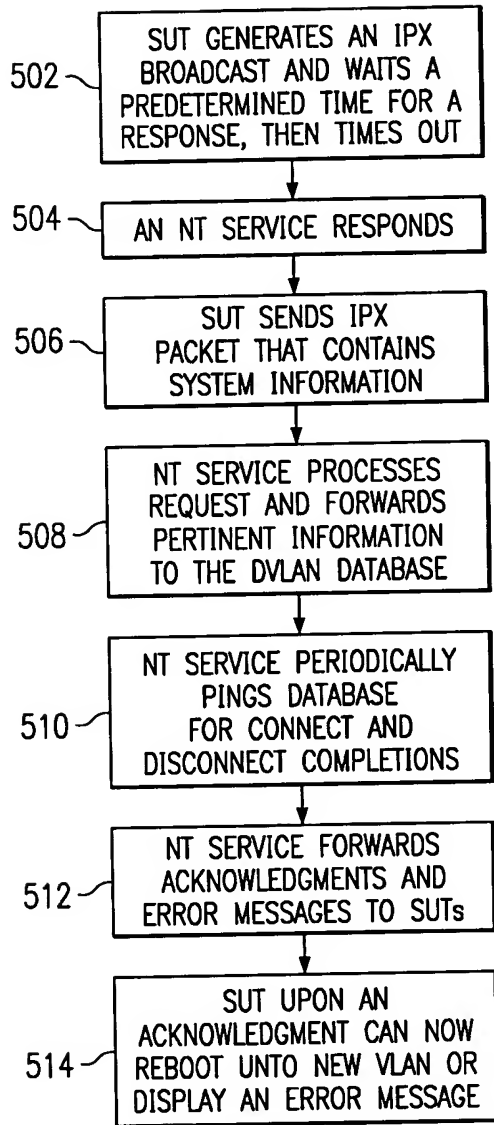 502
SUT GENERATES AN IPX
BROADCAST AND WAITS A
PREDETERMINED TIME FOR A
RESPONSE, THEN TIMES OUT
504
AN NT SERVICE RESPONDS
506
SUT SENDS IPX
PACKET THAT CONTAINS
SYSTEM INFORMATION
508
NT SERVICE PROCESSES
REQUEST AND FORWARDS
PERTINENT INFORMATION
TO THE DVLAN DATABASE
510
NT SERVICE PERIODICALLY
PINGS DATABASE
FOR CONNECT AND
DISCONNECT COMPLETIONS
512
NT SERVICE FORWARDS
ACKNOWLEDGMENTS AND
ERROR MESSAGES TO SUTs
514
SUT UPON AN
ACKNOWLEDGMENT CAN NOW
REBOOT UNTO NEW VLAN OR
DISPLAY AN ERROR MESSAGE